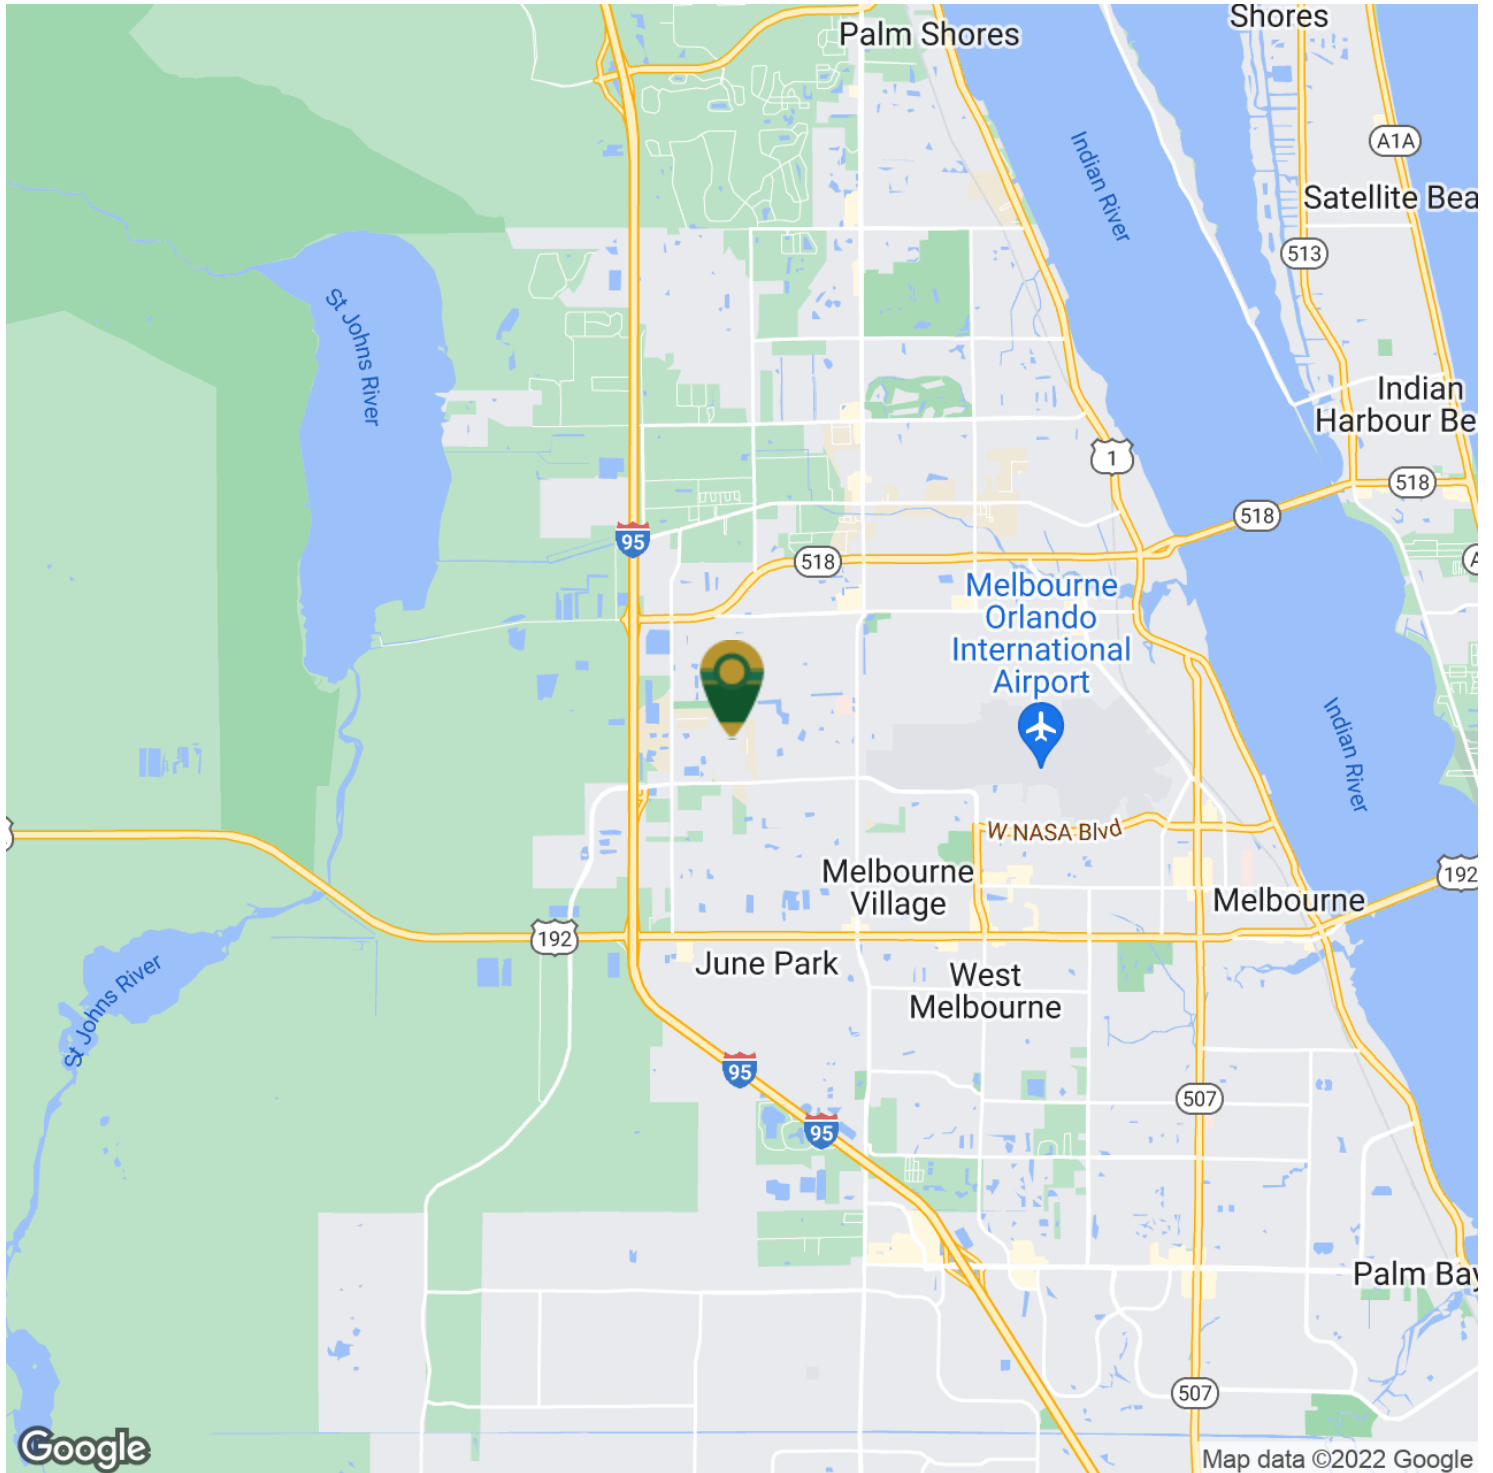 Shores
Palm Shores
A1A
Indian River
Satellite Bea
513
St Johns River
Indian
Harbour Be
1
518
518
95
518
A
Melbourne
Orlando
International
Airport
Indian River
W NASA Blvd
Melbourne
Village
192
Melbourne
192
June Park
West
Melbourne
St Johns River
95
507
95
Palm Bay
507
Google
Map data ©2022 Google